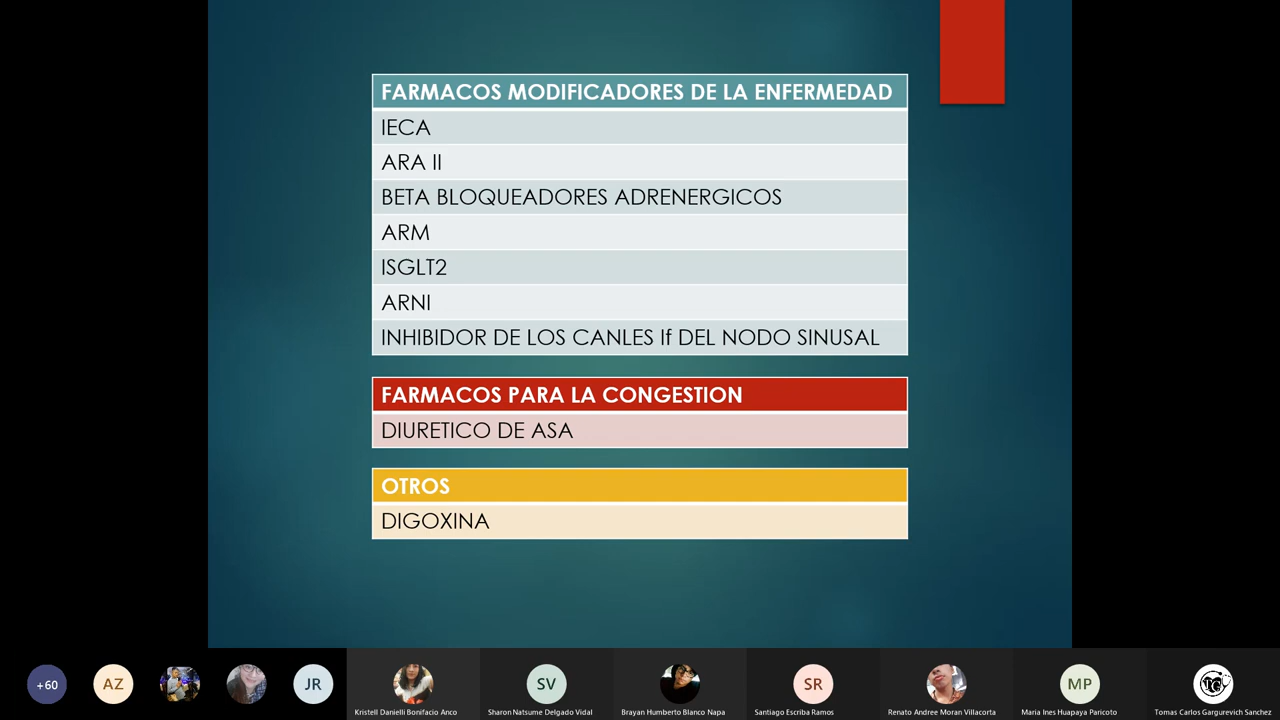 FARMACOS MODIFICADORES DE LA ENFERMEDAD
IECA
ARA II
BETA BLOQUEADORES ADRENERGICOS
ARM
ISGLT2
ARNI
INHIBIDOR DE LOS CANLES If DEL NODO SINUSAL
FARMACOS PARA LA CONGESTION
DIURETICO DE ASA
OTROS
DIGOXINA
+60
AZ
JR
Kristell Danielli Bonifacio Anco
SV
Sharon Natsume Delgado Vidal
Brayan Humberto Blanco Napa
SR
Santiago Escriba Ramos
Renato Andree Moran Villacorta
MP
Maria Ines Huapaya Paricoto
Tomas Carlos Gargurevich Sanchez